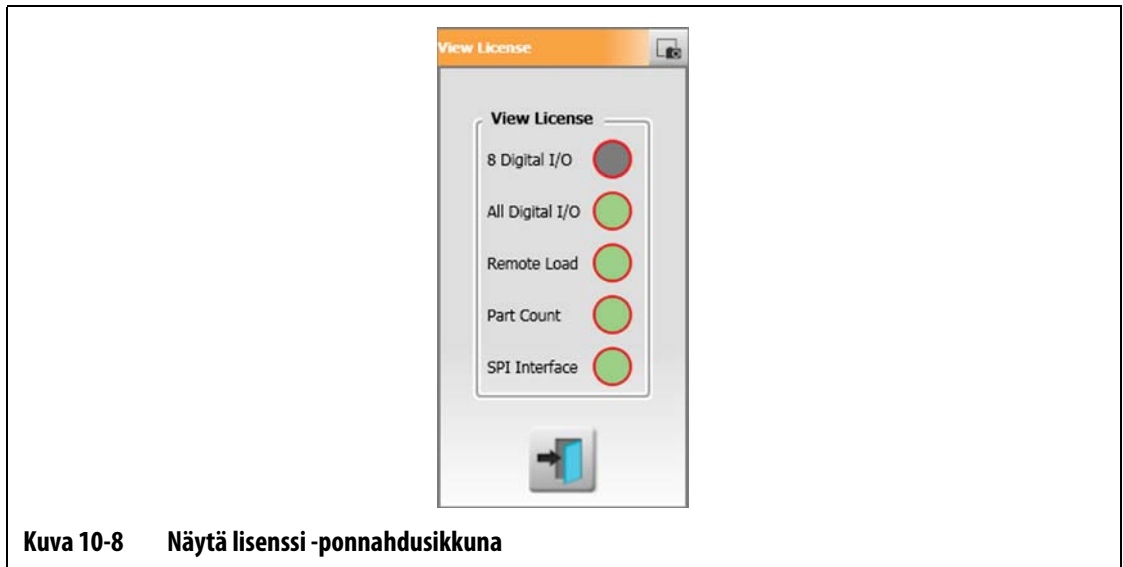 View License
View License
8 Digital I/O
All Digital I/O
Remote Load
Part Count
SPI Interface
Kuva 10-8 Näytä lisenssi -ponnahdusikkuna